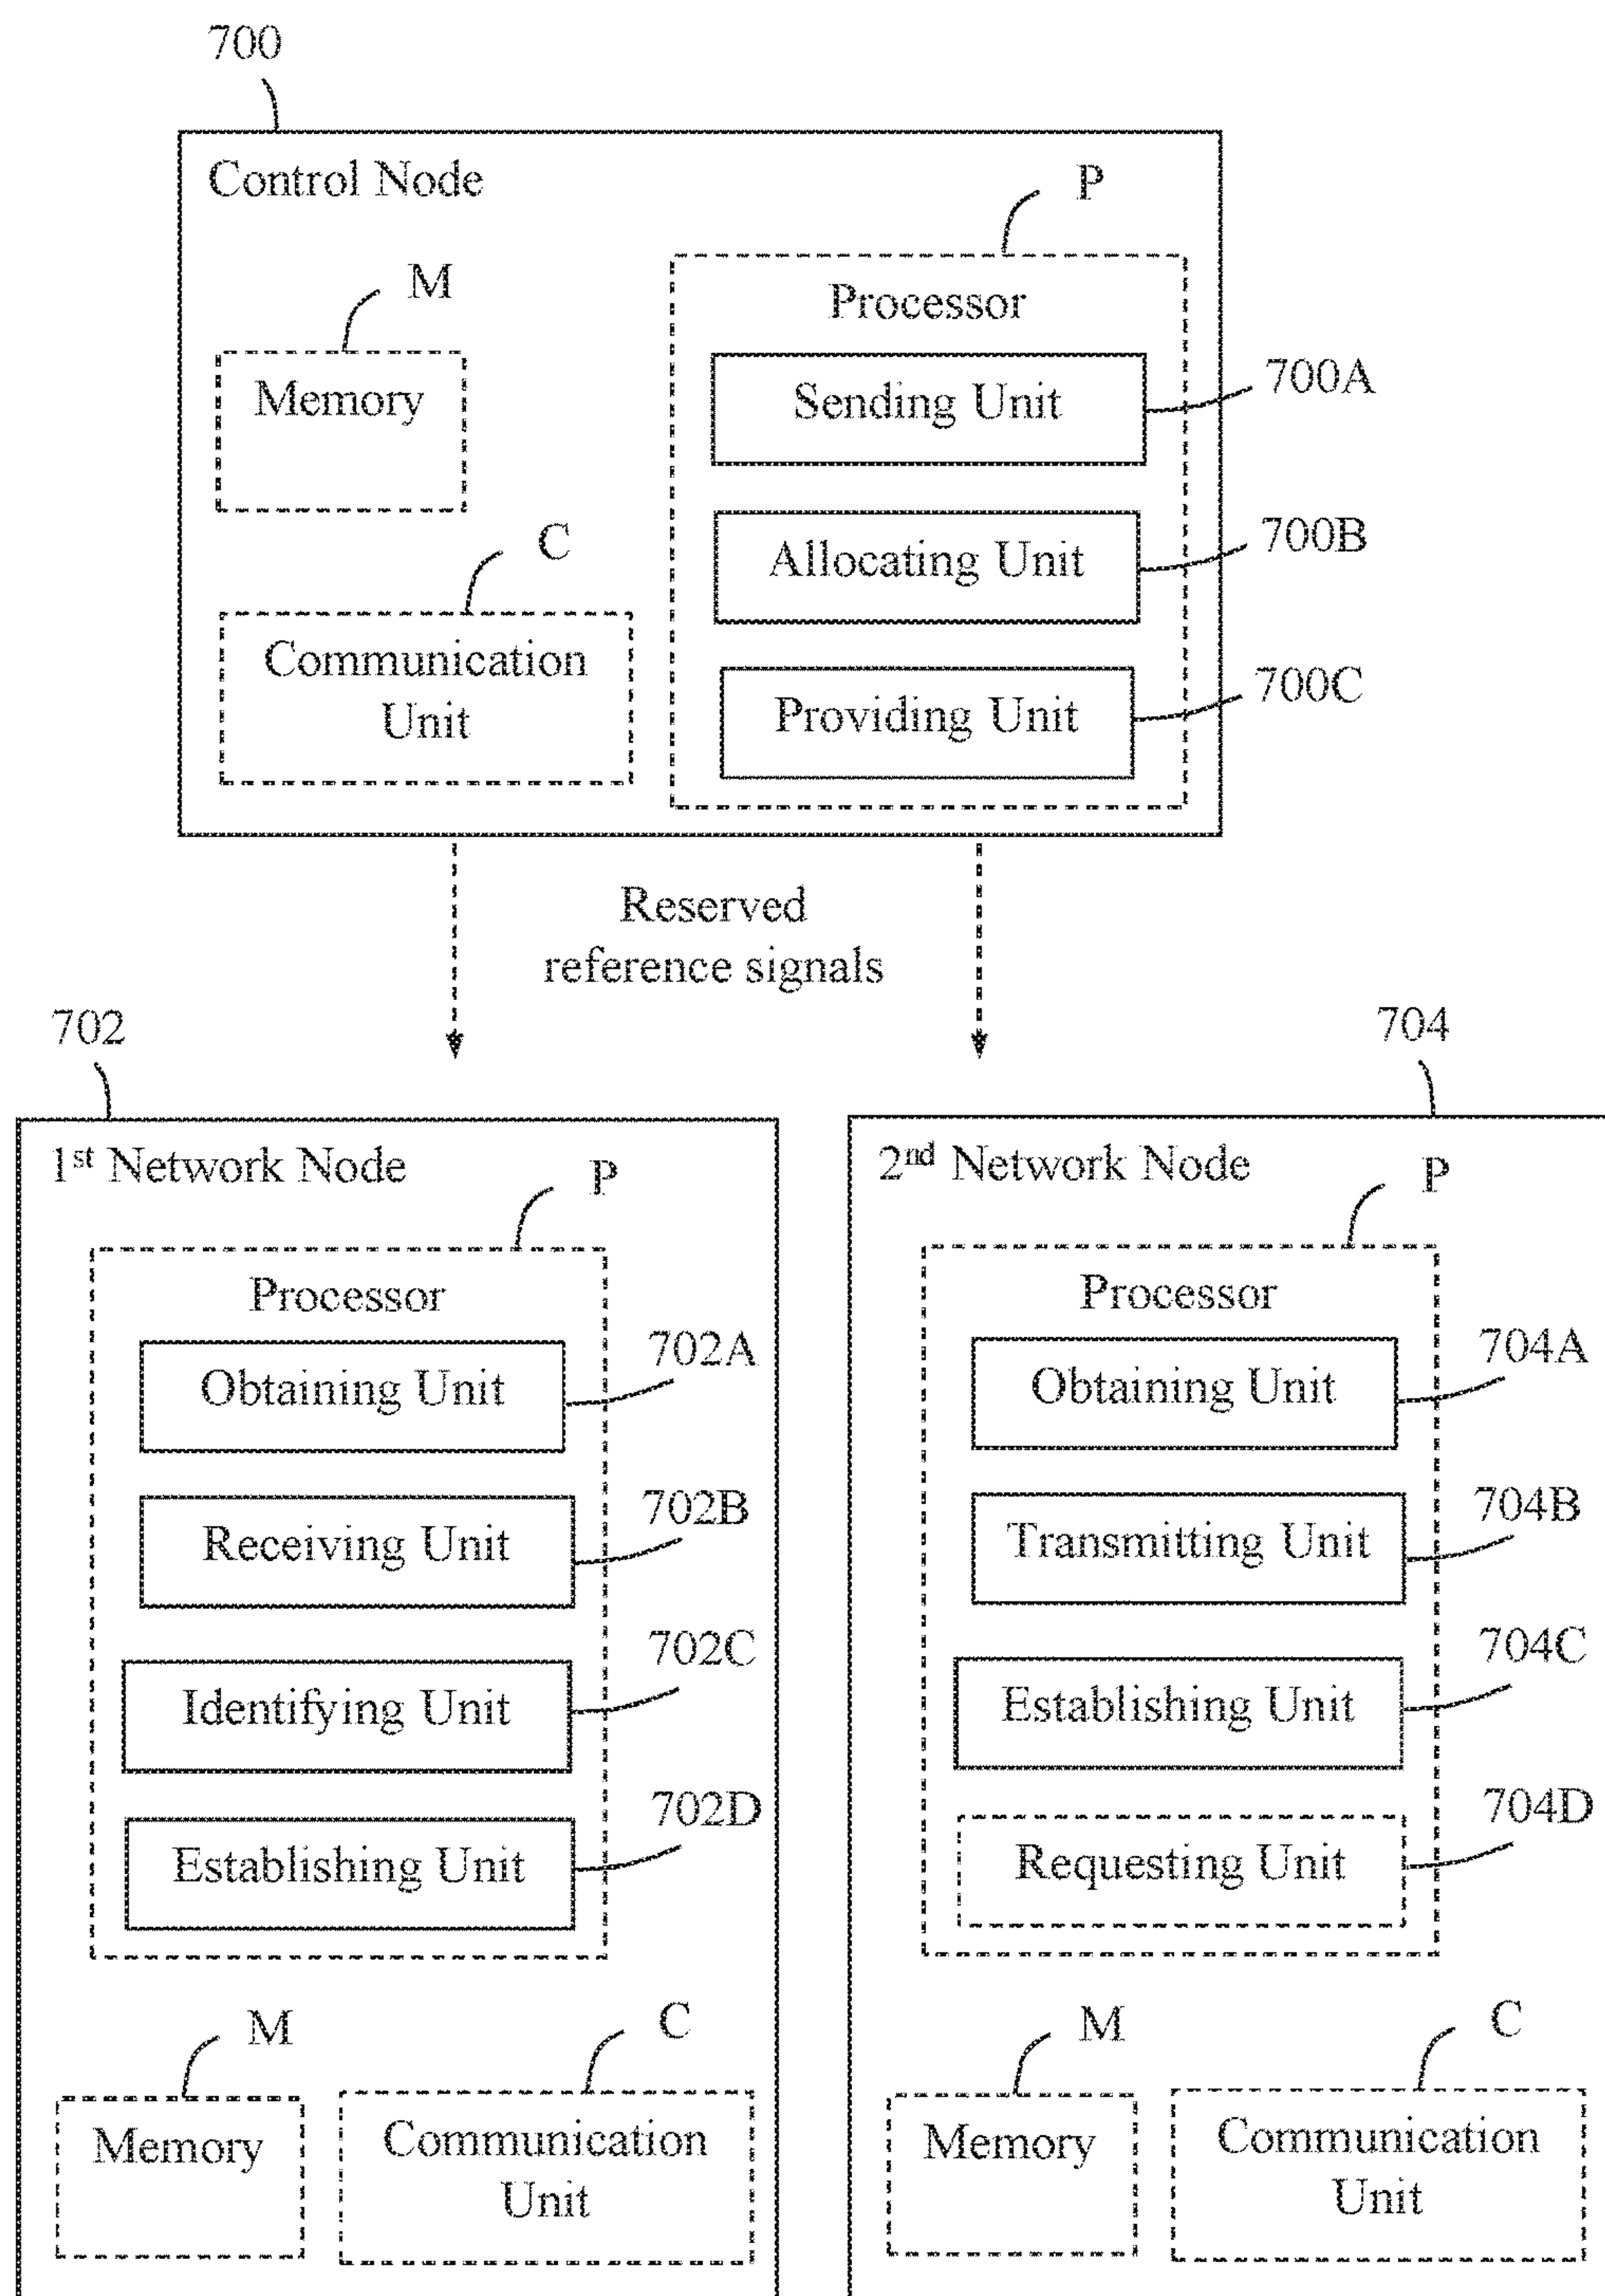 700
Control Node
P
M
Processor
Memory
Sending Unit
700A
C
Allocating Unit
700B
Communication
Unit
Providing Unit
700C
Reserved
reference signals
702
704
1st Network Node
P
Processor
Obtaining Unit
702A
Receiving Unit
702B
Identifying Unit
702C
Establishing Unit
702D
M
C
Memory
Communication
Unit
2nd Network Node
P
Processor
Obtaining Unit
704A
Transmitting Unit
704B
Establishing Unit
704C
Requesting Unit
704D
M
C
Memory
Communication
Unit